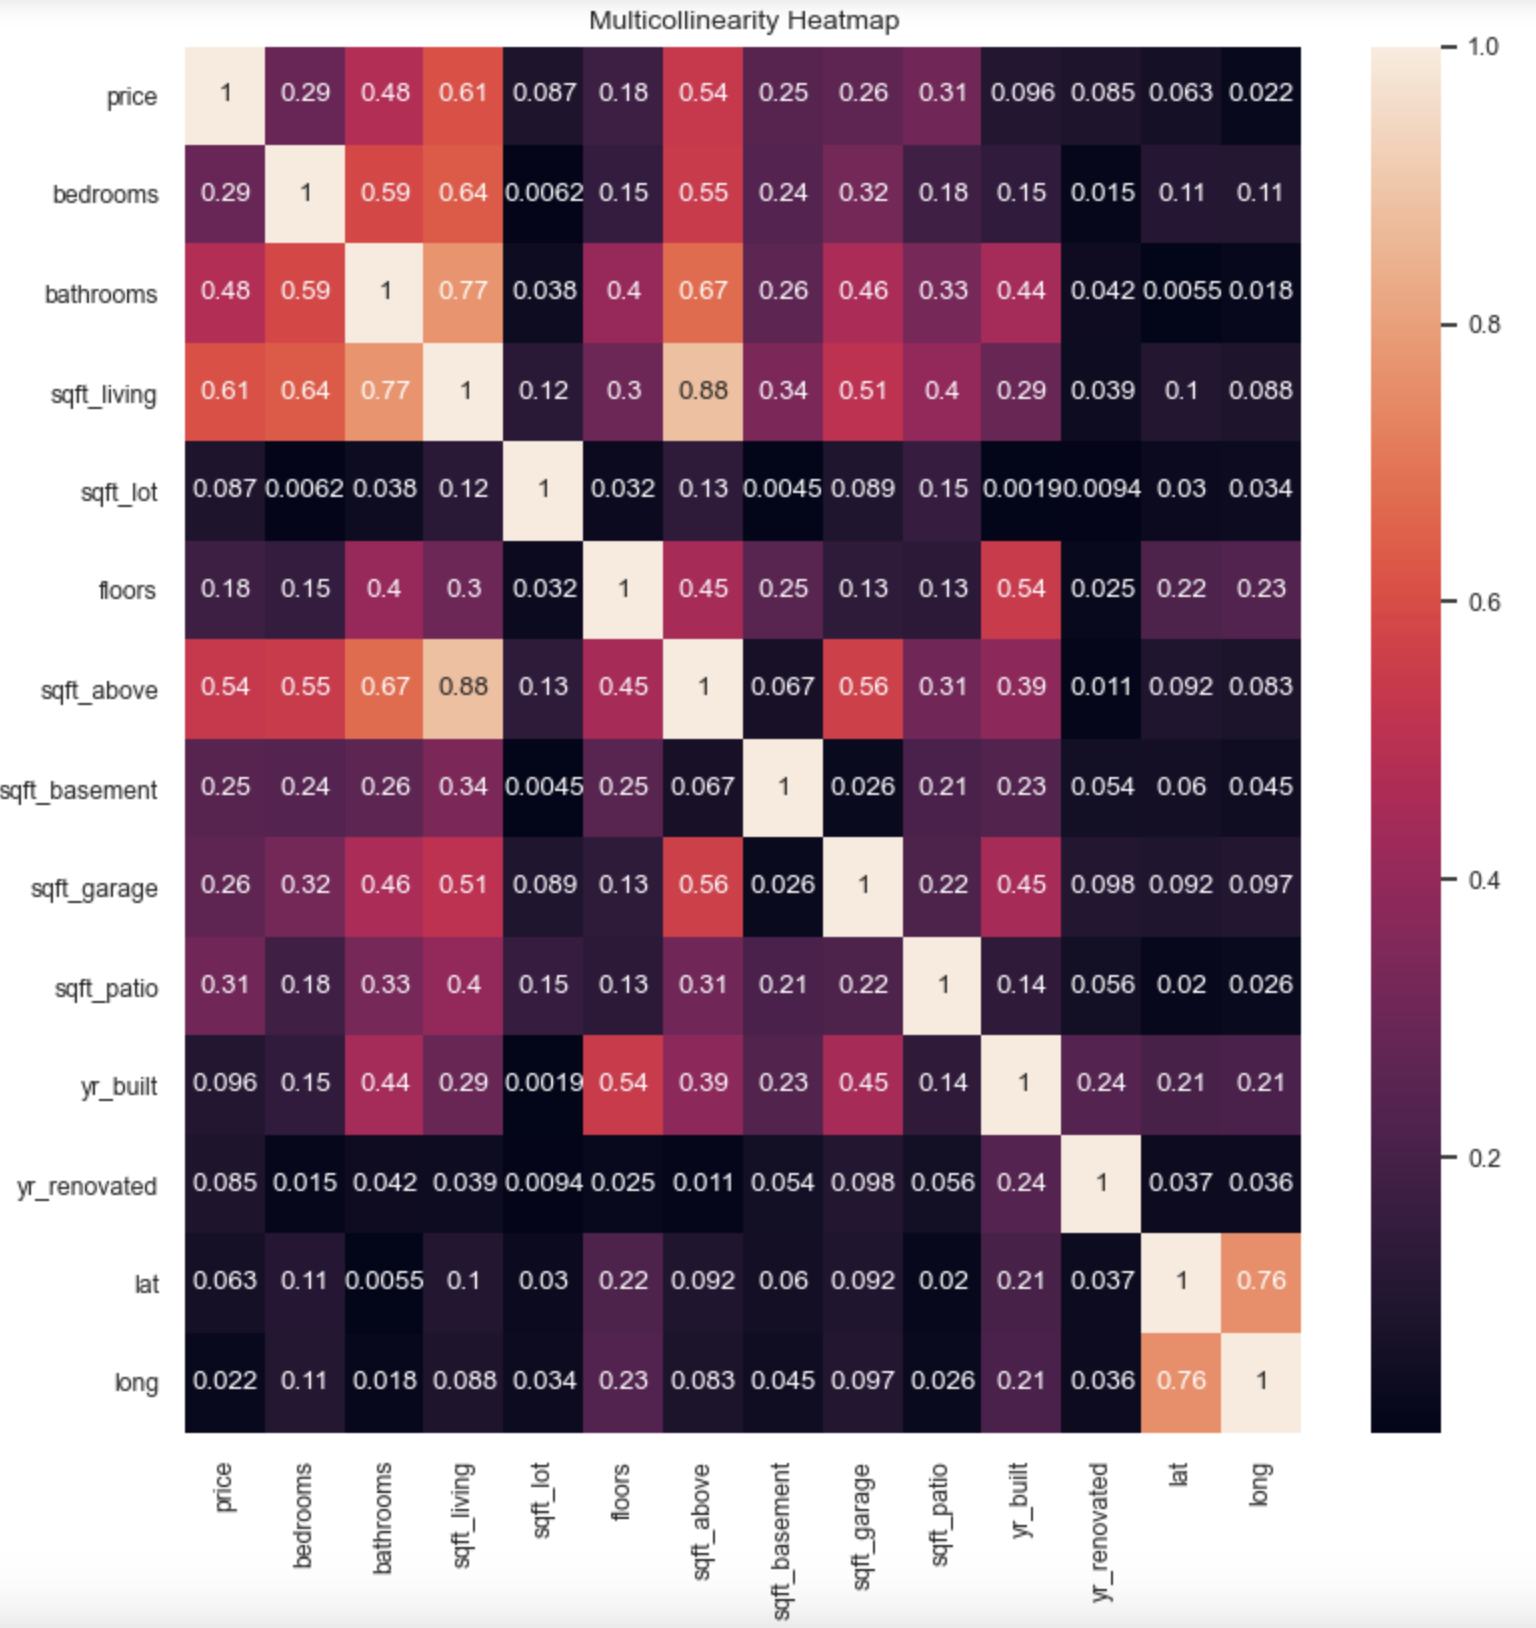 Multicollinearity Heatmap
price 1 0.29 0.48 0.61 0.087 0.18 0.54 0.25 0.26 0.31 0.096 0.085 0.063 0.022
bedrooms 0.29 1 0.59 0.64 0.0062 0.15 0.55 0.24 0.32 0.18 0.15 0.015 0.11 0.11
bathrooms 0.48 0.59 1 0.77 0.038 0.4 0.67 0.26 0.46 0.33 0.44 0.042 0.0055 0.018
sqft_living 0.61 0.64 0.77 1 0.12 0.3 0.88 0.34 0.51 0.4 0.29 0.039 0.1 0.088
sqft_lot 0.087 0.0062 0.038 0.12 1 0.032 0.13 0.0045 0.089 0.15 0.0019 0.0094 0.03 0.034
floors 0.18 0.15 0.4 0.3 0.032 1 0.45 0.25 0.13 0.13 0.54 0.025 0.22 0.23
sqft_above 0.54 0.55 0.67 0.88 0.13 0.45 1 0.067 0.56 0.31 0.39 0.011 0.092 0.083
sqft_basement 0.25 0.24 0.26 0.34 0.0045 0.25 0.067 1 0.026 0.21 0.23 0.054 0.06 0.045
sqft_garage 0.26 0.32 0.46 0.51 0.089 0.13 0.56 0.026 1 0.22 0.45 0.098 0.092 0.097
sqft_patio 0.31 0.18 0.33 0.4 0.15 0.13 0.31 0.21 0.22 1 0.14 0.056 0.02 0.026
yr_built 0.096 0.15 0.44 0.29 0.0019 0.54 0.39 0.23 0.45 0.14 1 0.24 0.21 0.21
yr_renovated 0.085 0.015 0.042 0.039 0.0094 0.025 0.011 0.054 0.098 0.056 0.24 1 0.037 0.036
lat 0.063 0.11 0.0055 0.1 0.03 0.22 0.092 0.06 0.092 0.02 0.21 0.037 1 0.76
long 0.022 0.11 0.018 0.088 0.034 0.23 0.083 0.045 0.097 0.026 0.21 0.036 0.76 1
price bedrooms bathrooms sqft_living sqft_lot floors sqft_above sqft_basement sqft_garage sqft_patio yr_built yr_renovated lat long
1.0
0.8
0.6
0.4
0.2